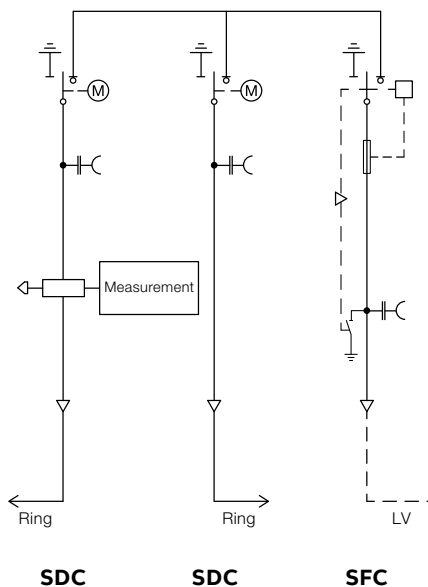 M
M
Measurement
Ring
Ring
LV
SDC
SDC
SFC